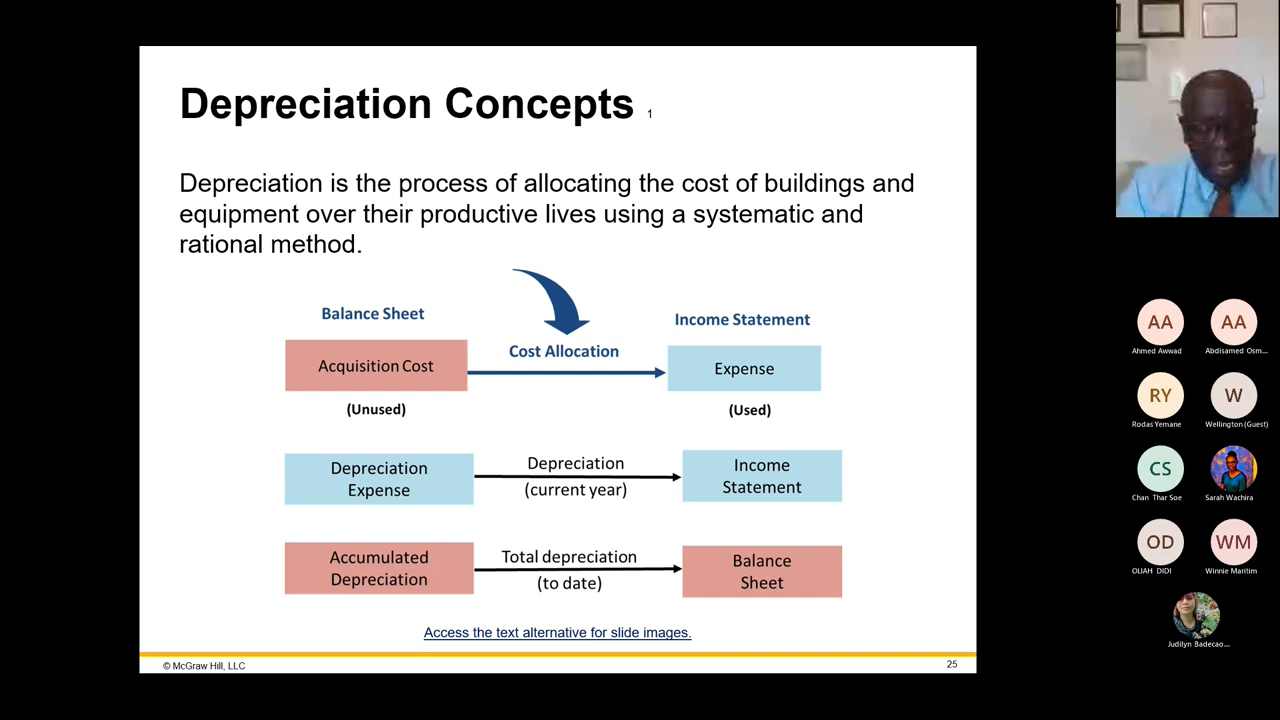 Depreciation Concepts 1
Depreciation is the process of allocating the cost of buildings and
equipment over their productive lives using a systematic and
rational method.
Balance Sheet
Income Statement
Acquisition Cost
Cost Allocation
Expense
(Unused)
(Used)
Depreciation
Expense
Depreciation
(current year)
Income
Statement
Accumulated
Depreciation
Total depreciation
(to date)
Balance
Sheet
Access the text alternative for slide images.
© McGraw Hill, LLC
25
AA
AA
Ahmed Awwad
Abdisamed Osm...
RY
W
Rodas Yemane
Wellington (Guest)
CS
Chan Thar Soe
Sarah Wachira
OD
WM
OLIAH DIDI
Winnie Maritim
Judilyn Badecao...